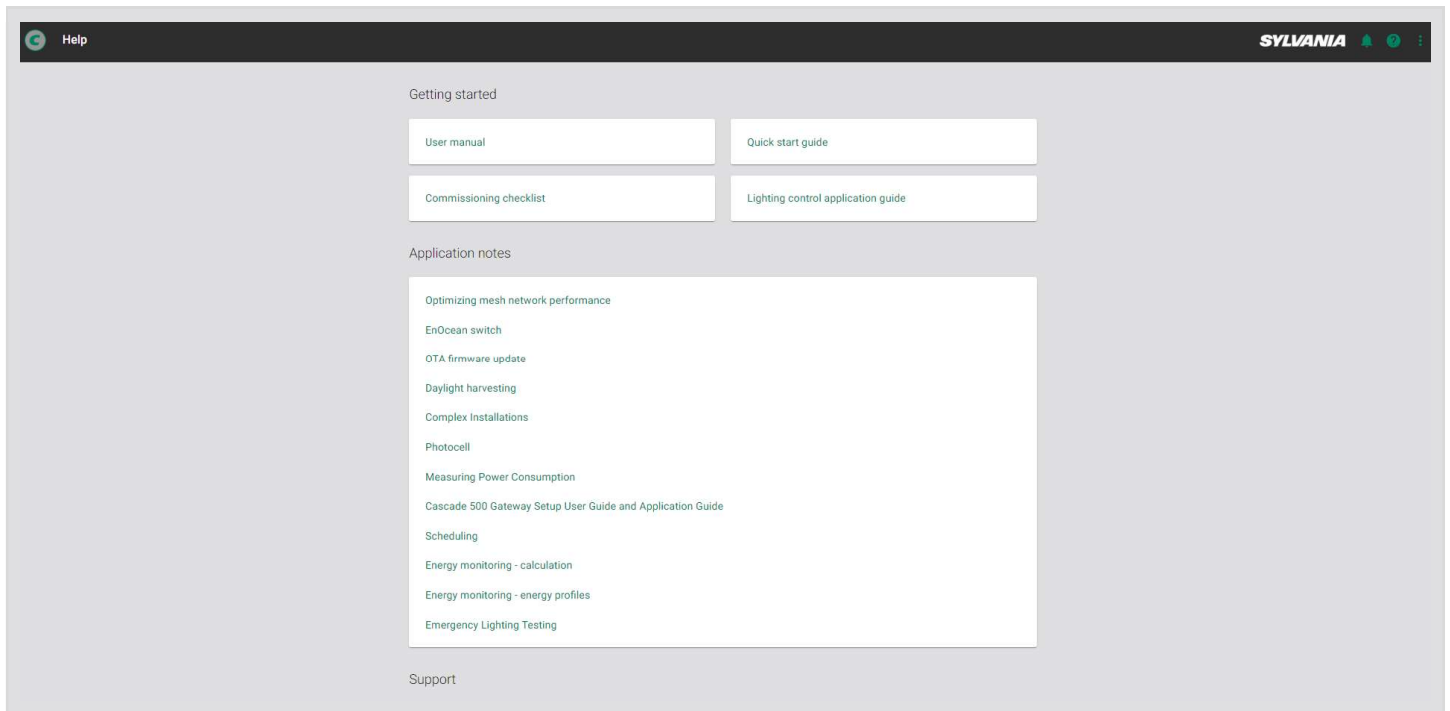 Help
SYLVANIA
Getting started
User manual
Quick start guide
Commissioning checklist
Lighting control application guide
Application notes
Optimizing mesh network performance
EnOcean switch
OTA firmware update
Daylight harvesting
Complex Installations
Photocell
Measuring Power Consumption
Cascade 500 Gateway Setup User Guide and Application Guide
Scheduling
Energy monitoring - calculation
Energy monitoring - energy profiles
Emergency Lighting Testing
Support